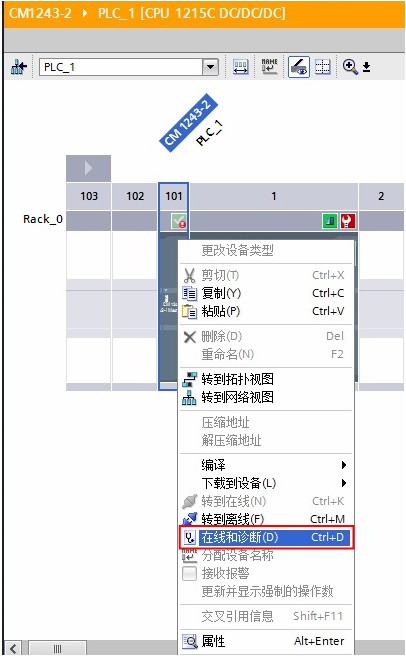 CM1243-2 ▸ PLC_1 [CPU 1215C DC/DC/DC]
PLC_1
CM 1243-2
PLC_1
103 102 101 1 2
Rack_0
更改设备类型
剪切(T) Ctrl+X
复制(Y) Ctrl+C
粘贴(P) Ctrl+V
删除(D) Del
重命名(N) F2
转到拓扑视图
转到网络视图
压缩地址
解压缩地址
编译
下载到设备(L)
转到在线(N) Ctrl+K
转到离线(F) Ctrl+M
在线和诊断(D) Ctrl+D
分配设备名称
接收报警
更新并显示强制的操作数
交叉引用信息 Shift+F11
属性 Alt+Enter